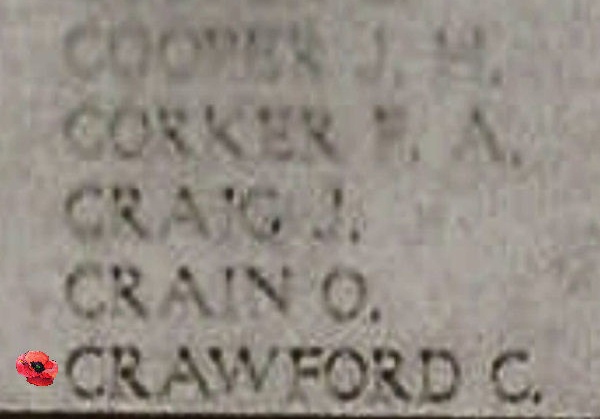 COOPER J. H.
CORKER F. A.
CRAIG J.
CRAIN O.
CRAWFORD C.